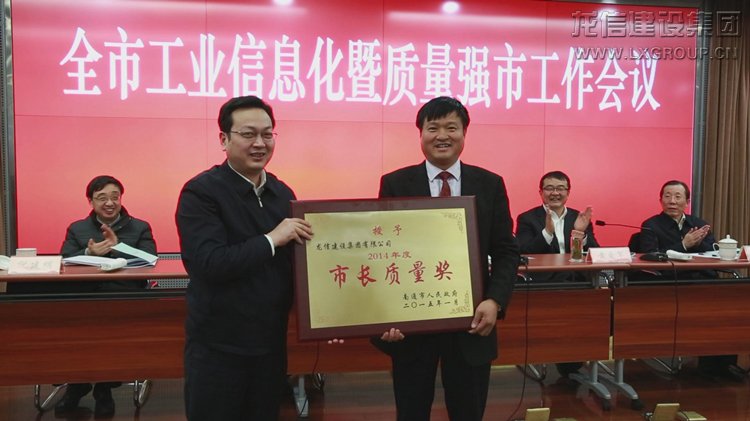 龙信建设集团
WWW.LXGROUP.CN
全市工业信息化暨质量强市工作会议
授予
龙信建设集团有限公司
2014年度
市长质量奖
南通市人民政府
二〇一五年一月